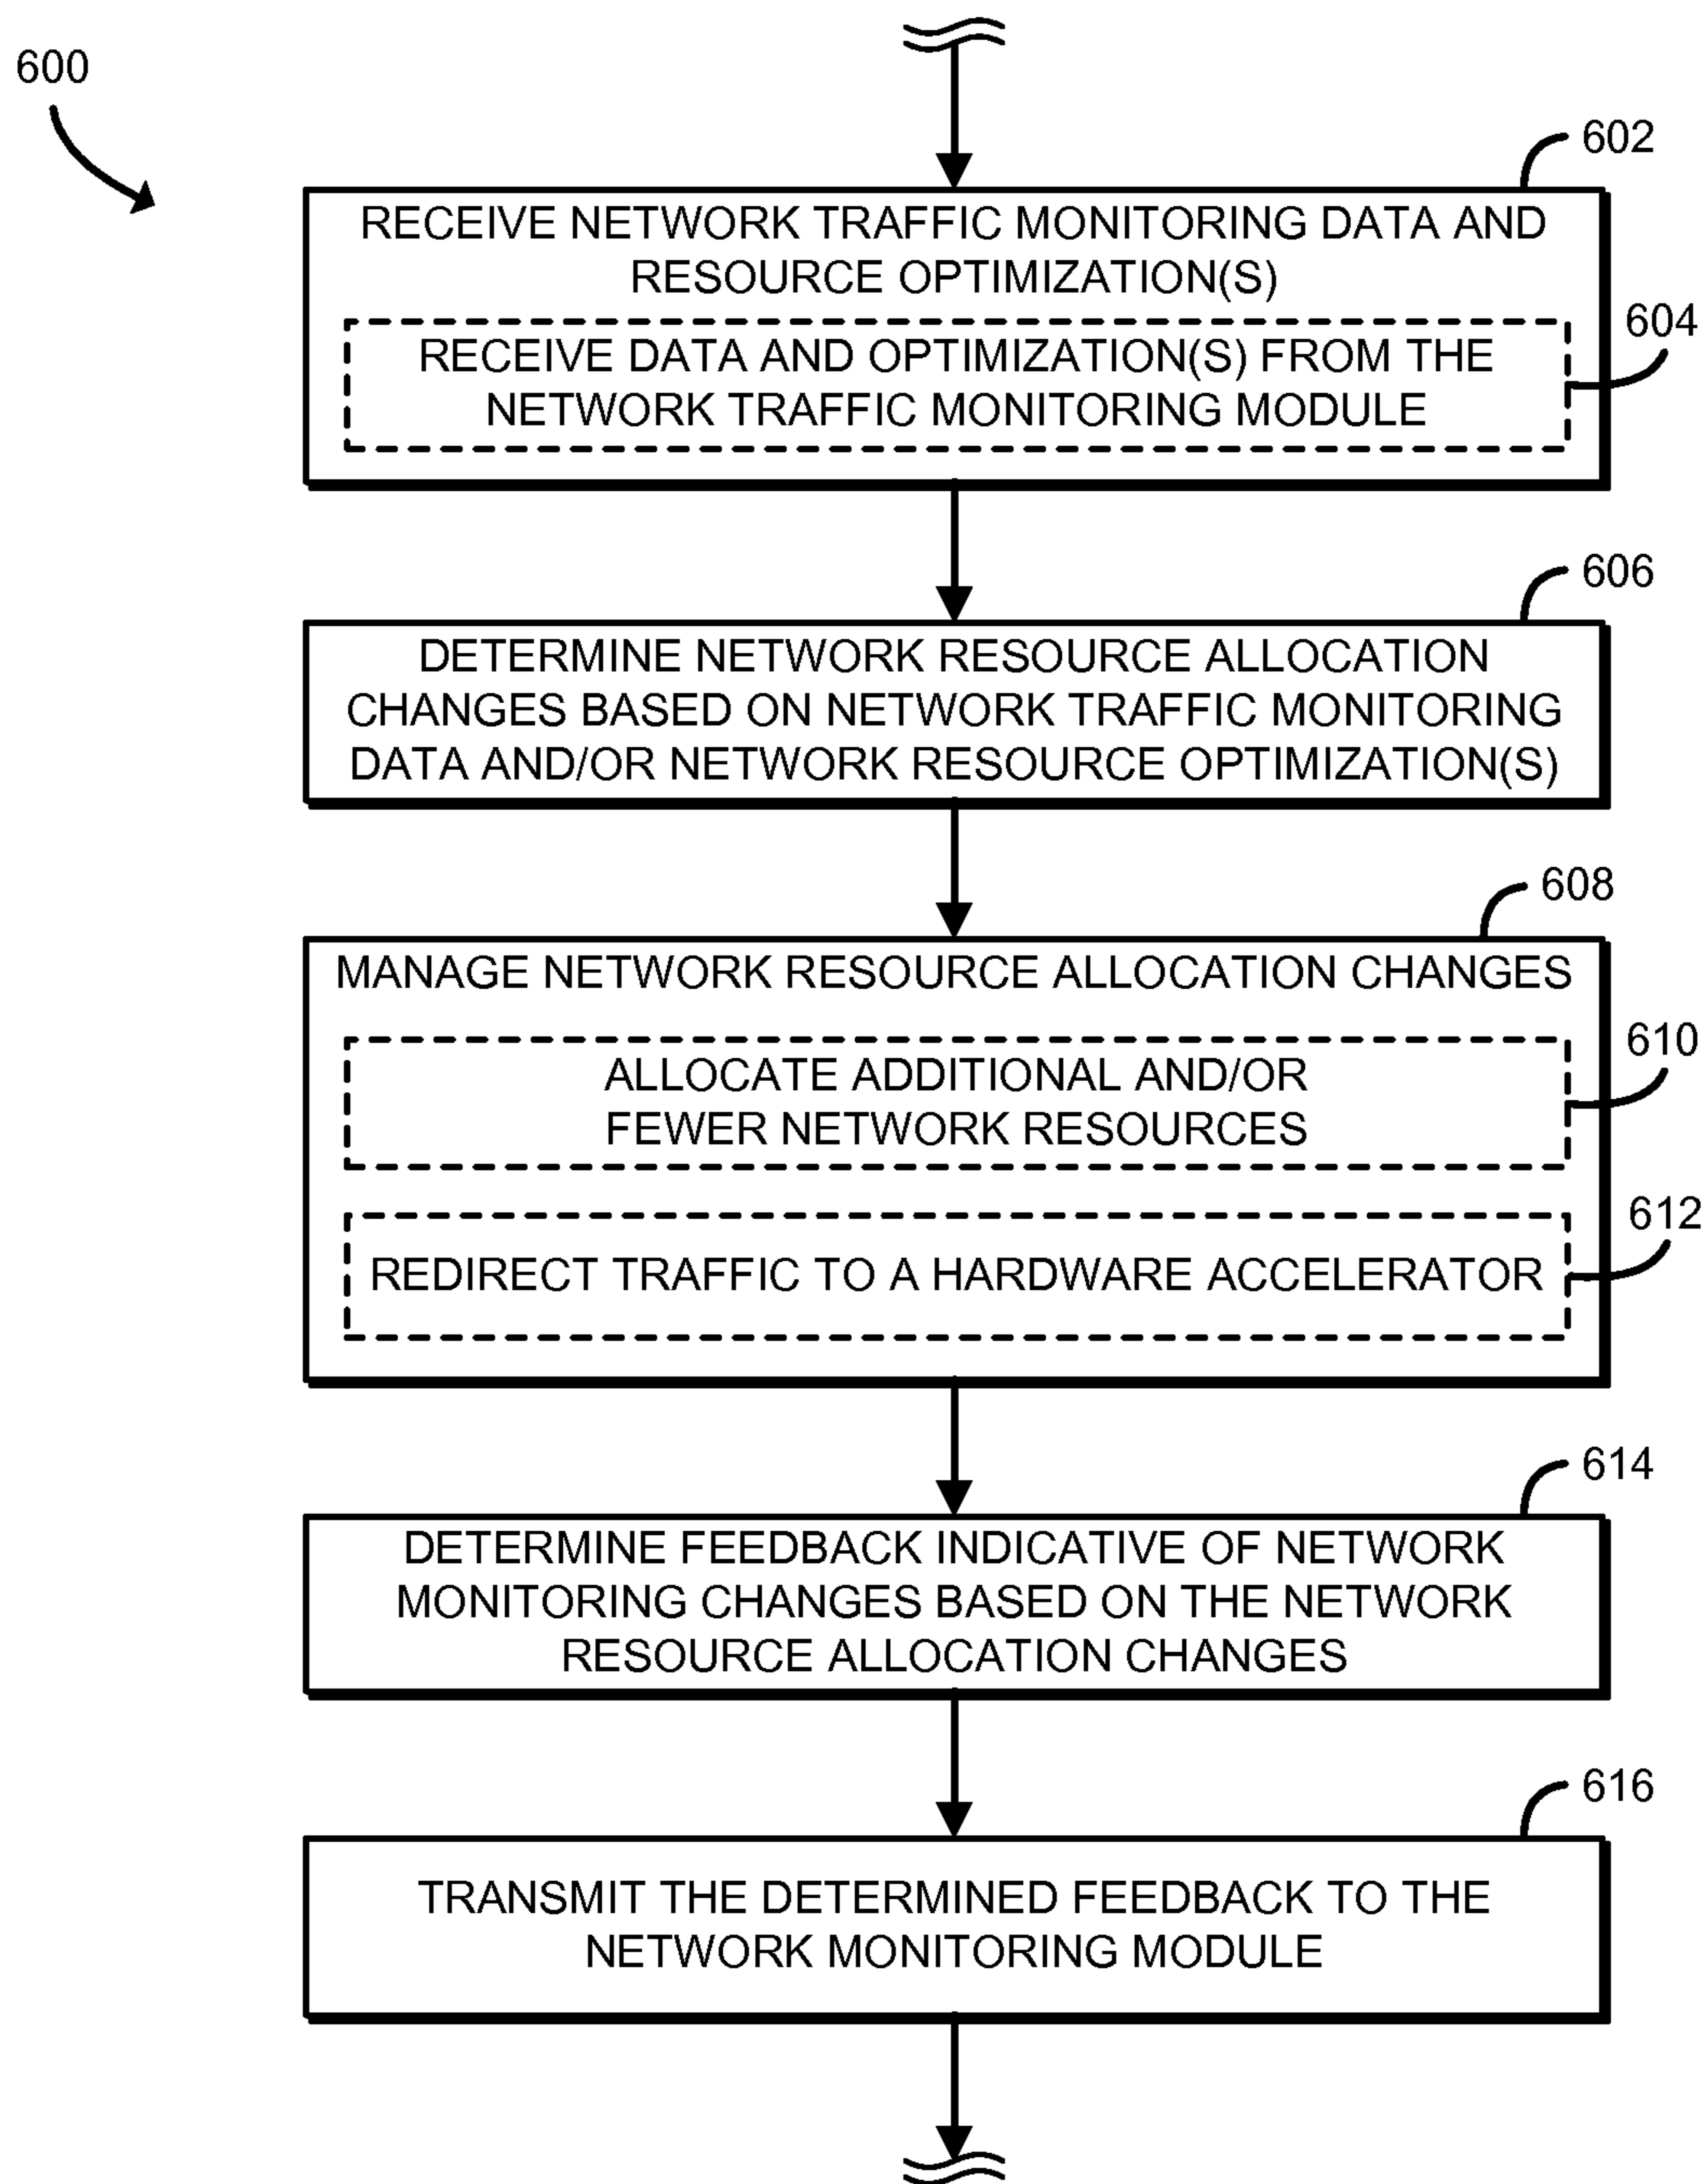 600
602
RECEIVE NETWORK TRAFFIC MONITORING DATA AND
RESOURCE OPTIMIZATION(S)
604
RECEIVE DATA AND OPTIMIZATION(S) FROM THE
NETWORK TRAFFIC MONITORING MODULE
606
DETERMINE NETWORK RESOURCE ALLOCATION
CHANGES BASED ON NETWORK TRAFFIC MONITORING
DATA AND/OR NETWORK RESOURCE OPTIMIZATION(S)
608
MANAGE NETWORK RESOURCE ALLOCATION CHANGES
610
ALLOCATE ADDITIONAL AND/OR
FEWER NETWORK RESOURCES
612
REDIRECT TRAFFIC TO A HARDWARE ACCELERATOR
614
DETERMINE FEEDBACK INDICATIVE OF NETWORK
MONITORING CHANGES BASED ON THE NETWORK
RESOURCE ALLOCATION CHANGES
616
TRANSMIT THE DETERMINED FEEDBACK TO THE
NETWORK MONITORING MODULE